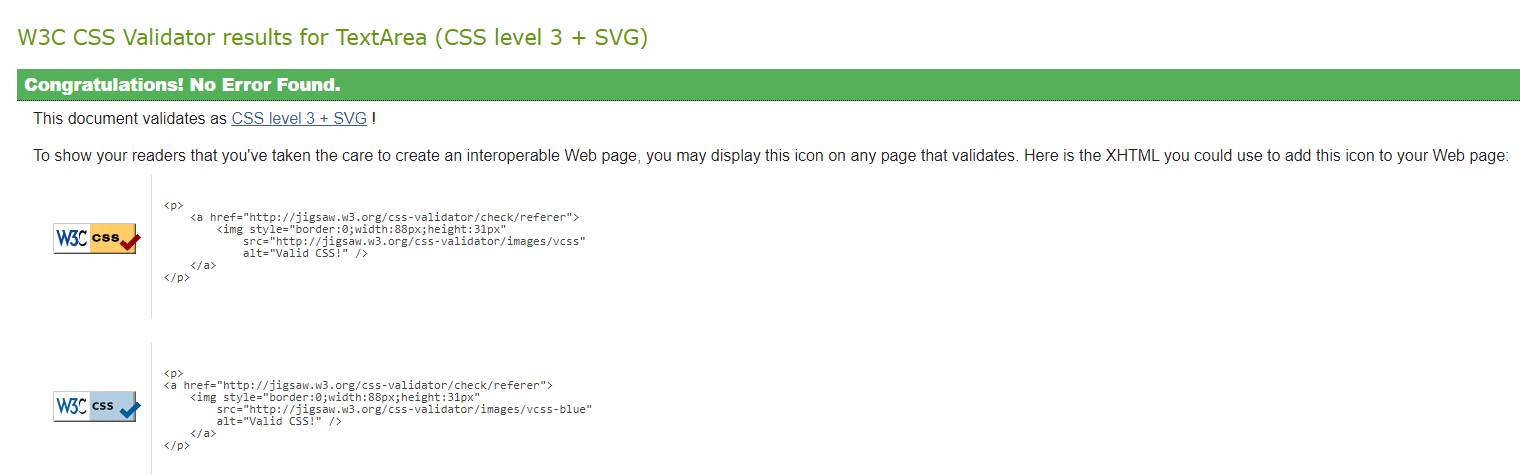 W3C CSS Validator results for TextArea (CSS level 3 + SVG)
Congratulations! No Error Found.
This document validates as CSS level 3 + SVG !
To show your readers that you've taken the care to create an interoperable Web page, you may display this icon on any page that validates. Here is the XHTML you could use to add this icon to your Web page:
W3C css
<p>
    <a href="http://jigsaw.w3.org/css-validator/check/referer">
        <img style="border:0;width:88px;height:31px"
            src="http://jigsaw.w3.org/css-validator/images/vcss"
            alt="Valid CSS!" />
    </a>
</p>
W3C css
<p>
<a href="http://jigsaw.w3.org/css-validator/check/referer">
    <img style="border:0;width:88px;height:31px"
        src="http://jigsaw.w3.org/css-validator/images/vcss-blue"
        alt="Valid CSS!" />
    </a>
</p>